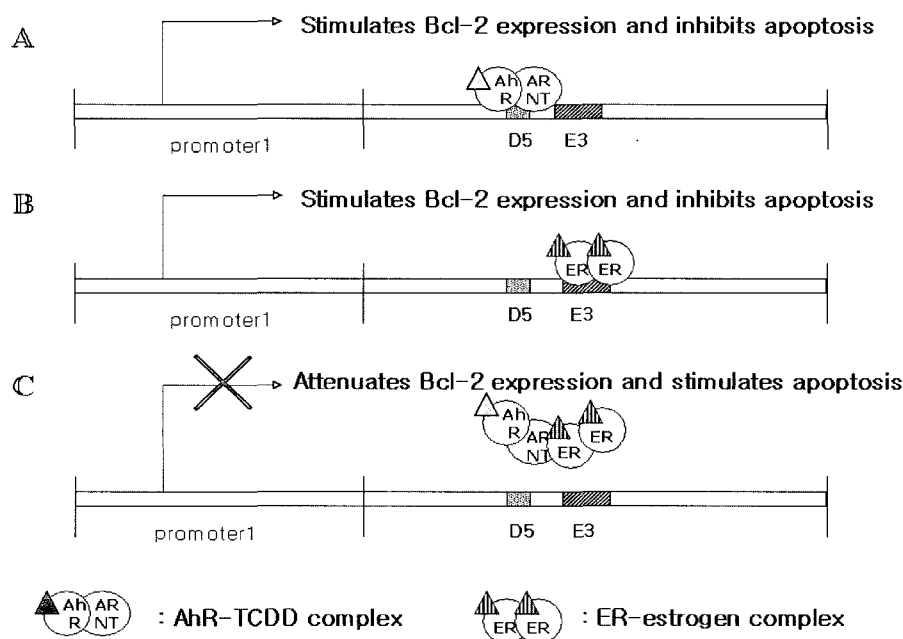 A
Stimulates Bcl-2 expression and inhibits apoptosis
Ah
R
AR
NT
promoter1
D5
E3
B
Stimulates Bcl-2 expression and inhibits apoptosis
ER
ER
promoter1
D5
E3
C
Attenuates Bcl-2 expression and stimulates apoptosis
Ah
R
AR
NT
ER
ER
promoter1
D5
E3
Ah
R
AR
NT
: AhR-TCDD complex
ER
ER
: ER-estrogen complex